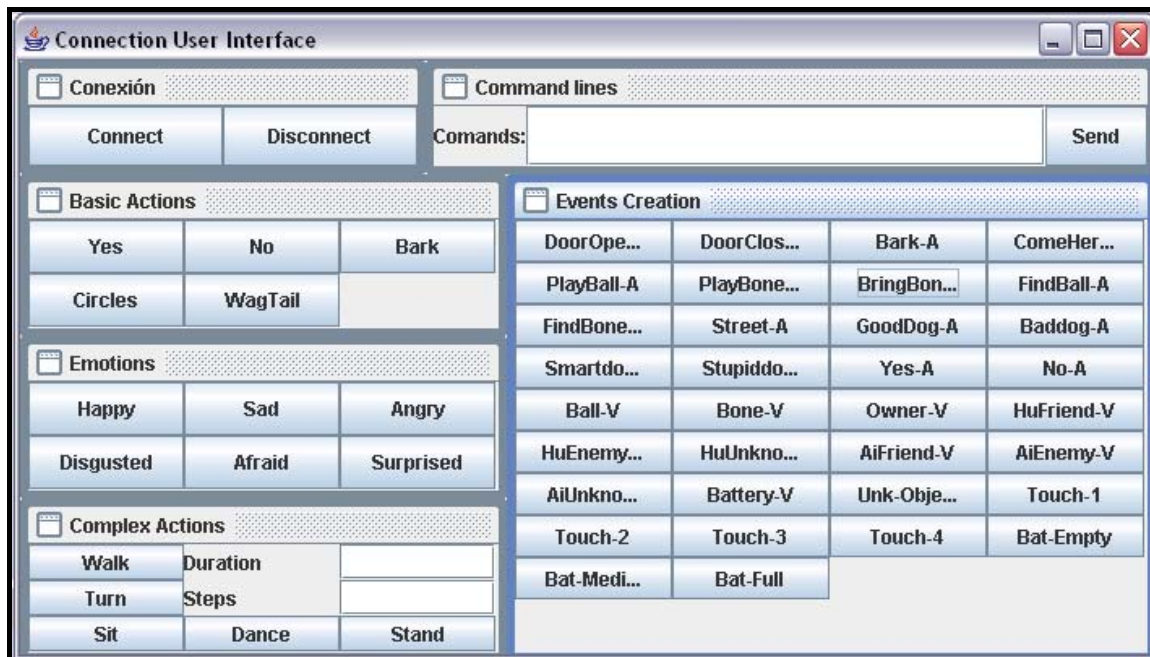 Connection User Interface
Conexión
Connect Disconnect
Command lines
Comands: Send
Basic Actions
Yes No Bark
Circles WagTail
Emotions
Happy Sad Angry
Disgusted Afraid Surprised
Complex Actions
Walk Duration
Turn Steps
Sit Dance Stand
Events Creation
DoorOpe... DoorClos... Bark-A ComeHer...
PlayBall-A PlayBone... BringBon... FindBall-A
FindBone... Street-A GoodDog-A Baddog-A
Smartdo... Stupiddo... Yes-A No-A
Ball-V Bone-V Owner-V HuFriend-V
HuEnemy... HuUnkno... AiFriend-V AiEnemy-V
AiUnkno... Battery-V Unk-Obje... Touch-1
Touch-2 Touch-3 Touch-4 Bat-Empty
Bat-Medi... Bat-Full